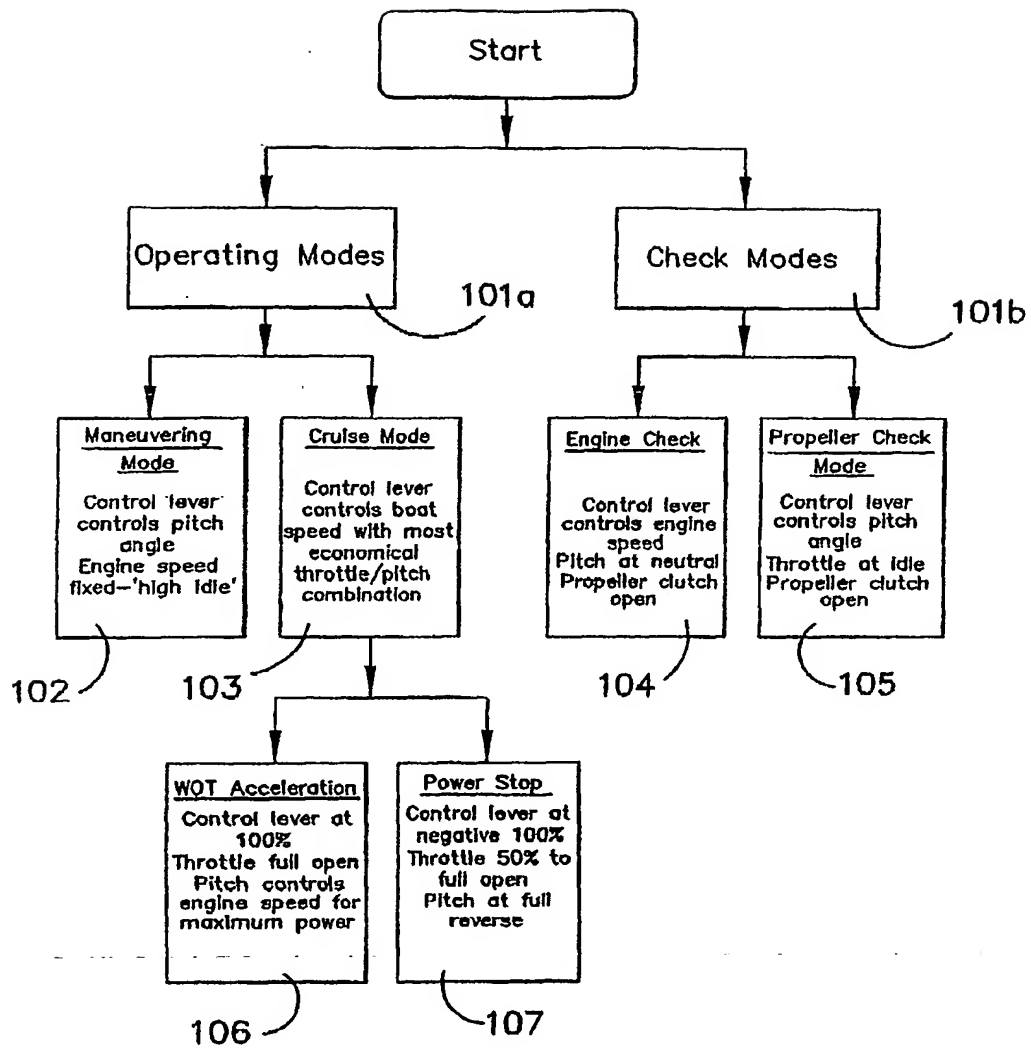 Start
Operating Modes
101a
Check Modes
101b
Maneuvering
Mode
Control lever
controls pitch
angle
Engine speed
fixed-'high idle'
102
Cruise Mode
Control lever
controls boat
speed with most
economical
throttle/pitch
combination
103
Engine Check
Control lever
controls engine
speed
Pitch at neutral
Propeller clutch
open
104
Propeller Check
Mode
Control lever
controls pitch
angle
Throttle at idle
Propeller clutch
open
105
WOT Acceleration
Control lever at
100%
Throttle full open
Pitch controls
engine speed for
maximum power
106
Power Stop
Control lever at
negative 100%
Throttle 50% to
full open
Pitch at full
reverse
107